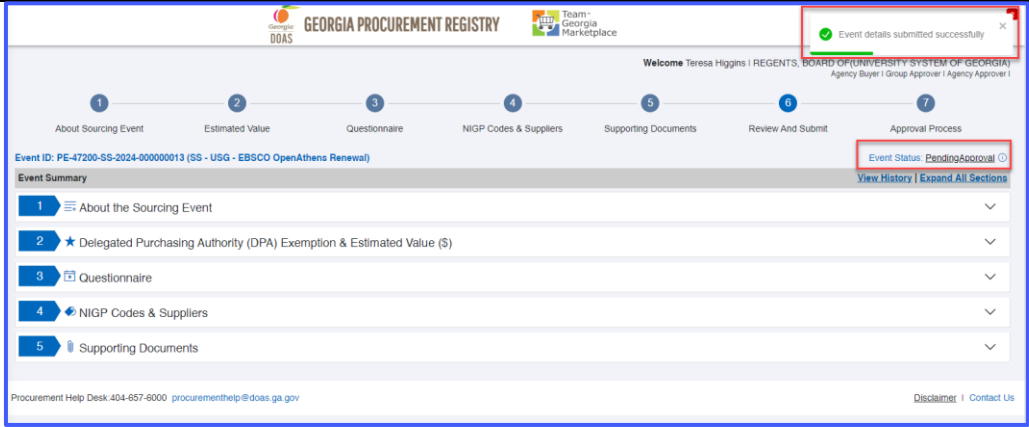 Georgia
DOAS
GEORGIA PROCUREMENT REGISTRY
Team
Georgia
Marketplace
Event details submitted successfully
Welcome Teresa Higgins I REGENTS, BOARD OF(UNIVERSITY SYSTEM OF GEORGIA)
Agency Buyer I Group Approver I Agency Approver I
1 2 3 4 5 6 7
About Sourcing Event Estimated Value Questionnaire NIGP Codes & Suppliers Supporting Documents Review And Submit Approval Process
Event ID: PE-47200-SS-2024-000000013 (SS - USG - EBSCO OpenAthens Renewal) Event Status: PendingApproval
Event Summary View History | Expand All Sections
1 About the Sourcing Event
2 Delegated Purchasing Authority (DPA) Exemption & Estimated Value ($)
3 Questionnaire
4 NIGP Codes & Suppliers
5 Supporting Documents
Procurement Help Desk:404-657-6000 procurementhelp@doas.ga.gov Disclaimer I Contact Us